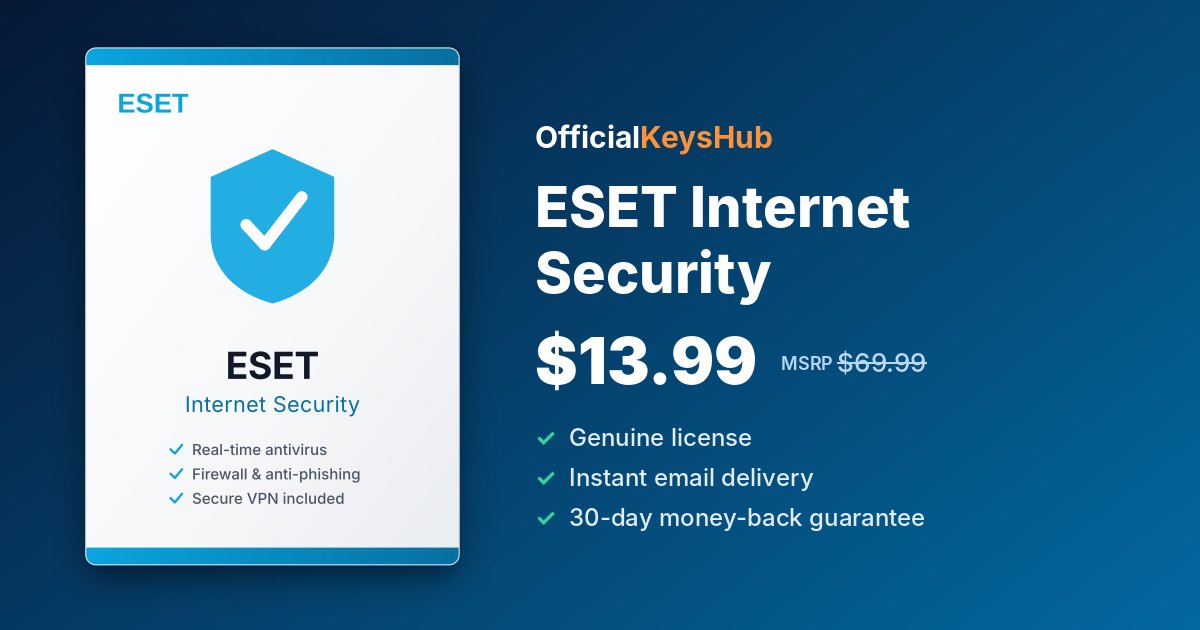 ESET
ESET
Internet Security
Real-time antivirus
Firewall & anti-phishing
Secure VPN included
OfficialKeysHub
ESET Internet
Security
$13.99 MSRP $69.99
Genuine license
Instant email delivery
30-day money-back guarantee